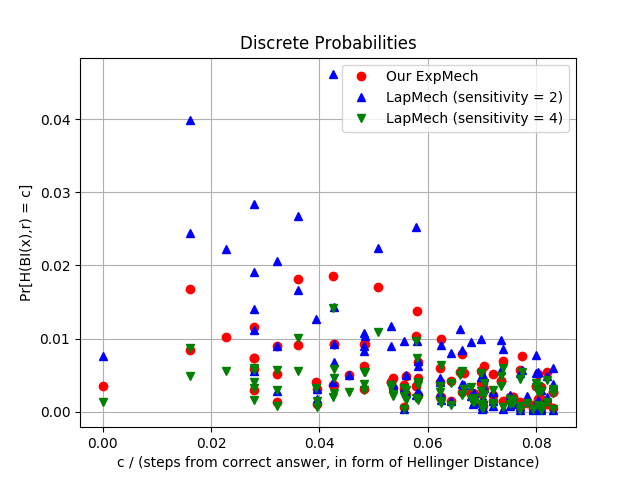 Discrete Probabilities
Our ExpMech
LapMech (sensitivity = 2)
LapMech (sensitivity = 4)
Pr[H(BI(x),r) = c]
0.04
0.03
0.02
0.01
0.00
0.00 0.02 0.04 0.06 0.08
c / (steps from correct answer, in form of Hellinger Distance)